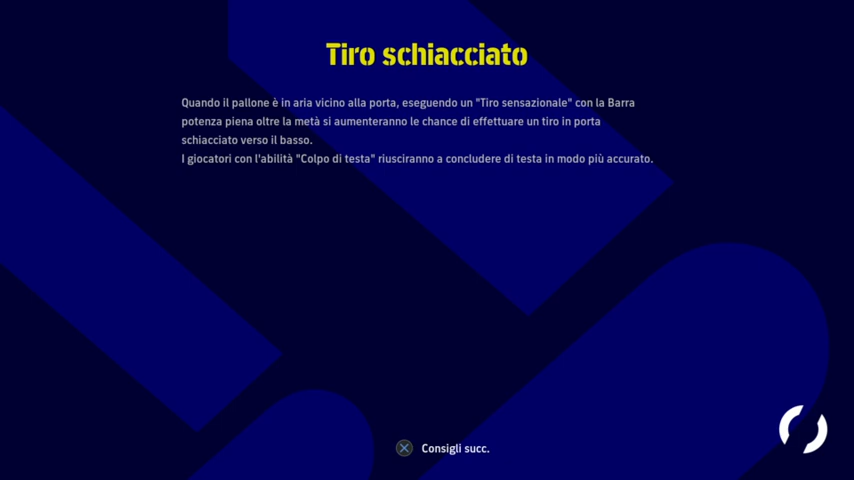 Tiro schiacciato
Quando il pallone è in aria vicino alla porta, eseguendo un "Tiro sensazionale" con la Barra
potenza piena oltre la metà si aumenteranno le chance di effettuare un tiro in porta
schiacciato verso il basso.
I giocatori con l'abilità "Colpo di testa" riusciranno a concludere di testa in modo più accurato.
Consigli succ.